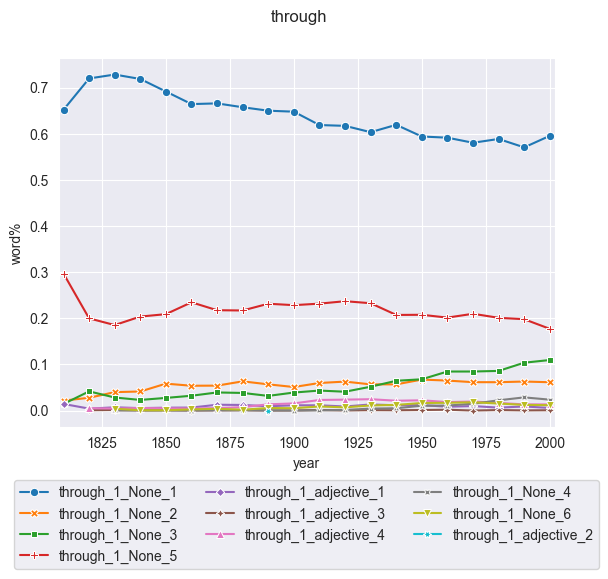 through
0.7
0.6
0.5
0.4
0.3
0.2
0.1
0.0
word%
1825 1850 1875 1900 1925 1950 1975 2000
year
through_1_None_1 through_1_adjective_1 through_1_None_4
through_1_None_2 through_1_adjective_3 through_1_None_6
through_1_None_3 through_1_adjective_4 through_1_adjective_2
through_1_None_5